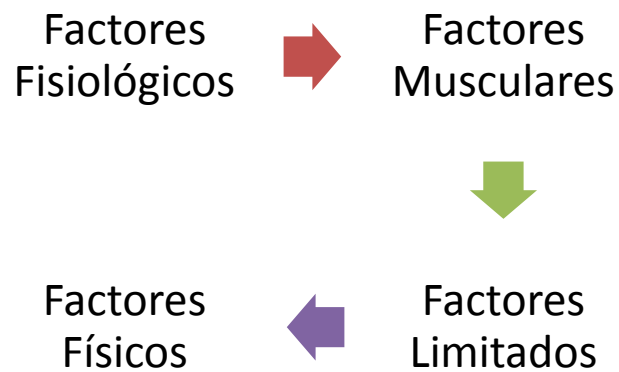 Factores
Fisiológicos
Factores
Musculares
Factores
Limitados
Factores
Físicos